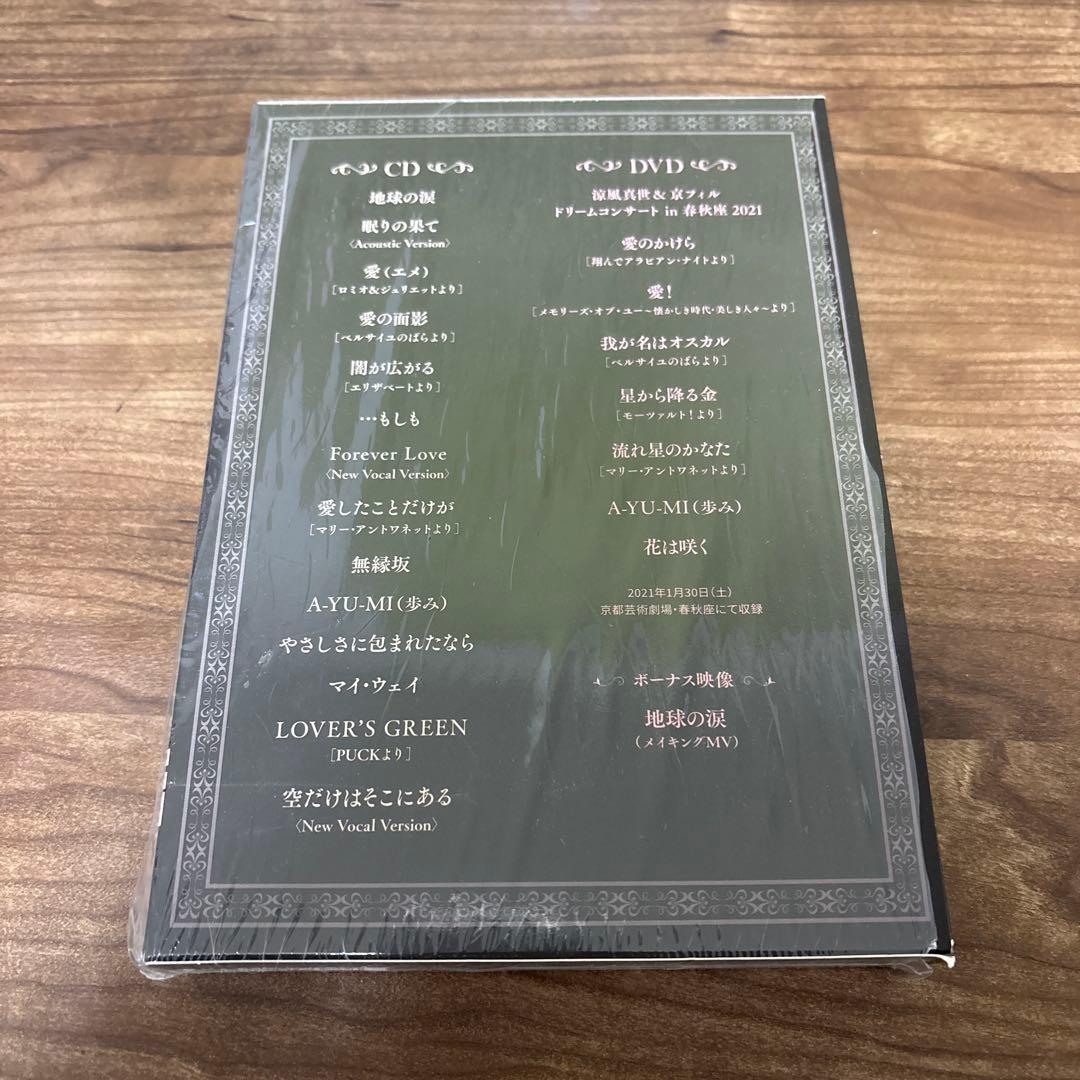 CD
地球の涙
眠りの果て
〈Acoustic Version〉
愛(エメ)
[ロミオ&ジュリエットより]
愛の面影
[ベルサイユのばらより]
闇が広がる
[エリザベートより]
…もしも
Forever Love
〈New Vocal Version〉
愛したことだけが
[マリー・アントワネットより]
無縁坂
A-YU-MI(歩み)
やさしさに包まれたなら
マイ・ウェイ
LOVER'S GREEN
[PUCKより]
空だけはそこにある
〈New Vocal Version〉
DVD
涼風真世&京フィル
ドリームコンサート in 春秋座 2021
愛のかけら
[翔んでアラビアン・ナイトより]
愛!
[メモリーズ・オブ・ユー~懐かしき時代・美しき人々~より]
我が名はオスカル
[ベルサイユのばらより]
星から降る金
[モーツァルト!より]
流れ星のかなた
[マリー・アントワネットより]
A-YU-MI(歩み)
花は咲く
2021年1月30日(土)
京都芸術劇場・春秋座にて収録
ボーナス映像
地球の涙
(メイキングMV)